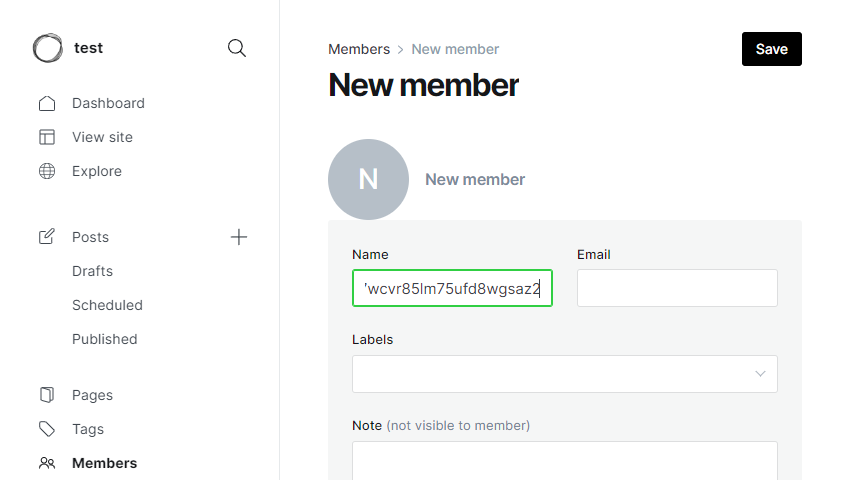 test
Dashboard
View site
Explore
Posts
Drafts
Scheduled
Published
Pages
Tags
Members
Members > New member
Save
New member
N
New member
Name
Email
wcvr85lm75ufd8wgsaz2
Labels
Note (not visible to member)